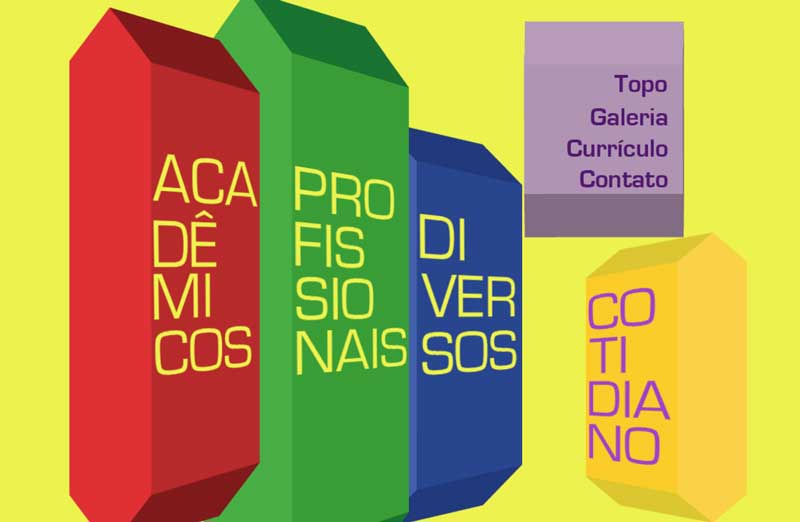 ACA
DÊ
MI
COS
PRO
FIS
SIO
NAIS
DI
VER
SOS
Topo
Galeria
Currículo
Contato
CO
TI
DIA
NO